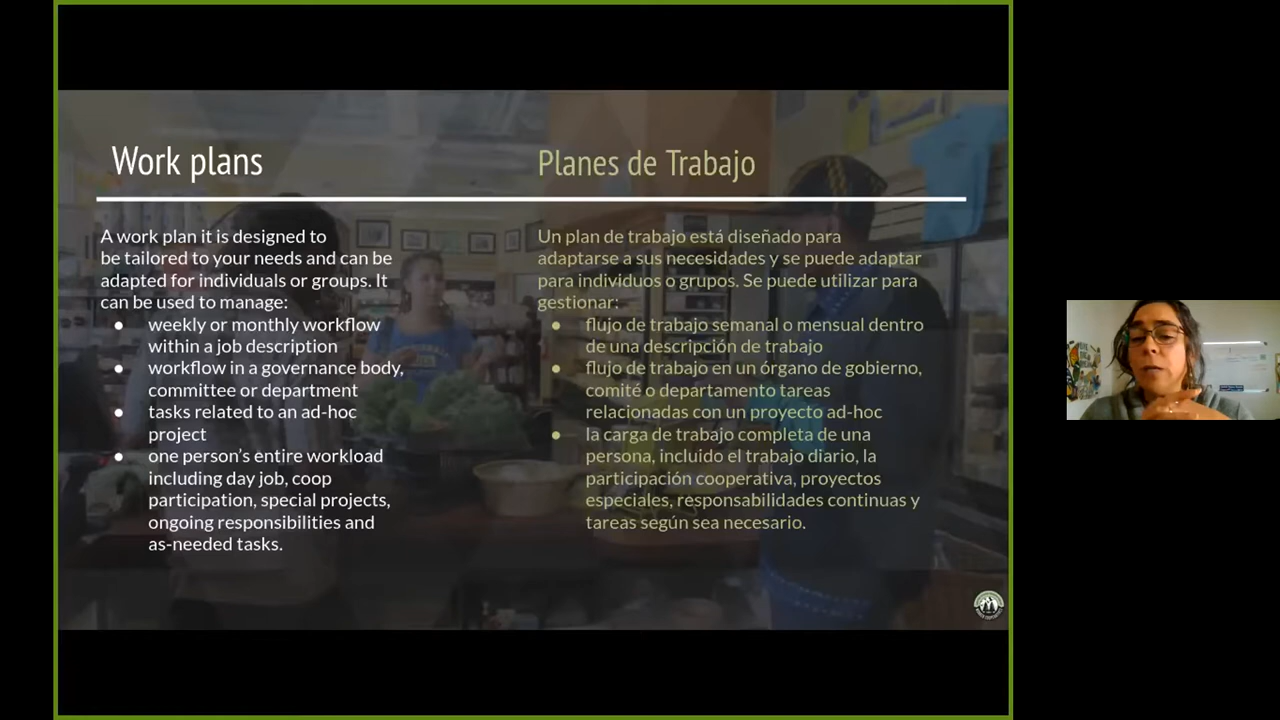 Work plans
A work plan it is designed to
be tailored to your needs and can be
adapted for individuals or groups. It
can be used to manage:
● weekly or monthly workflow
within a job description
● workflow in a governance body,
committee or department
● tasks related to an ad-hoc
project
● one person's entire workload
including day job, coop
participation, special projects,
ongoing responsibilities and
as-needed tasks.
Planes de Trabajo
Un plan de trabajo está diseñado para
adaptarse a sus necesidades y se puede adaptar
para individuos o grupos. Se puede utilizar para
gestionar:
● flujo de trabajo semanal o mensual dentro
de una descripción de trabajo
● flujo de trabajo en un órgano de gobierno,
comité o departamento tareas
relacionadas con un proyecto ad-hoc
● la carga de trabajo completa de una
persona, incluido el trabajo diario, la
participación cooperativa, proyectos
especiales, responsabilidades continuas y
tareas según sea necesario.